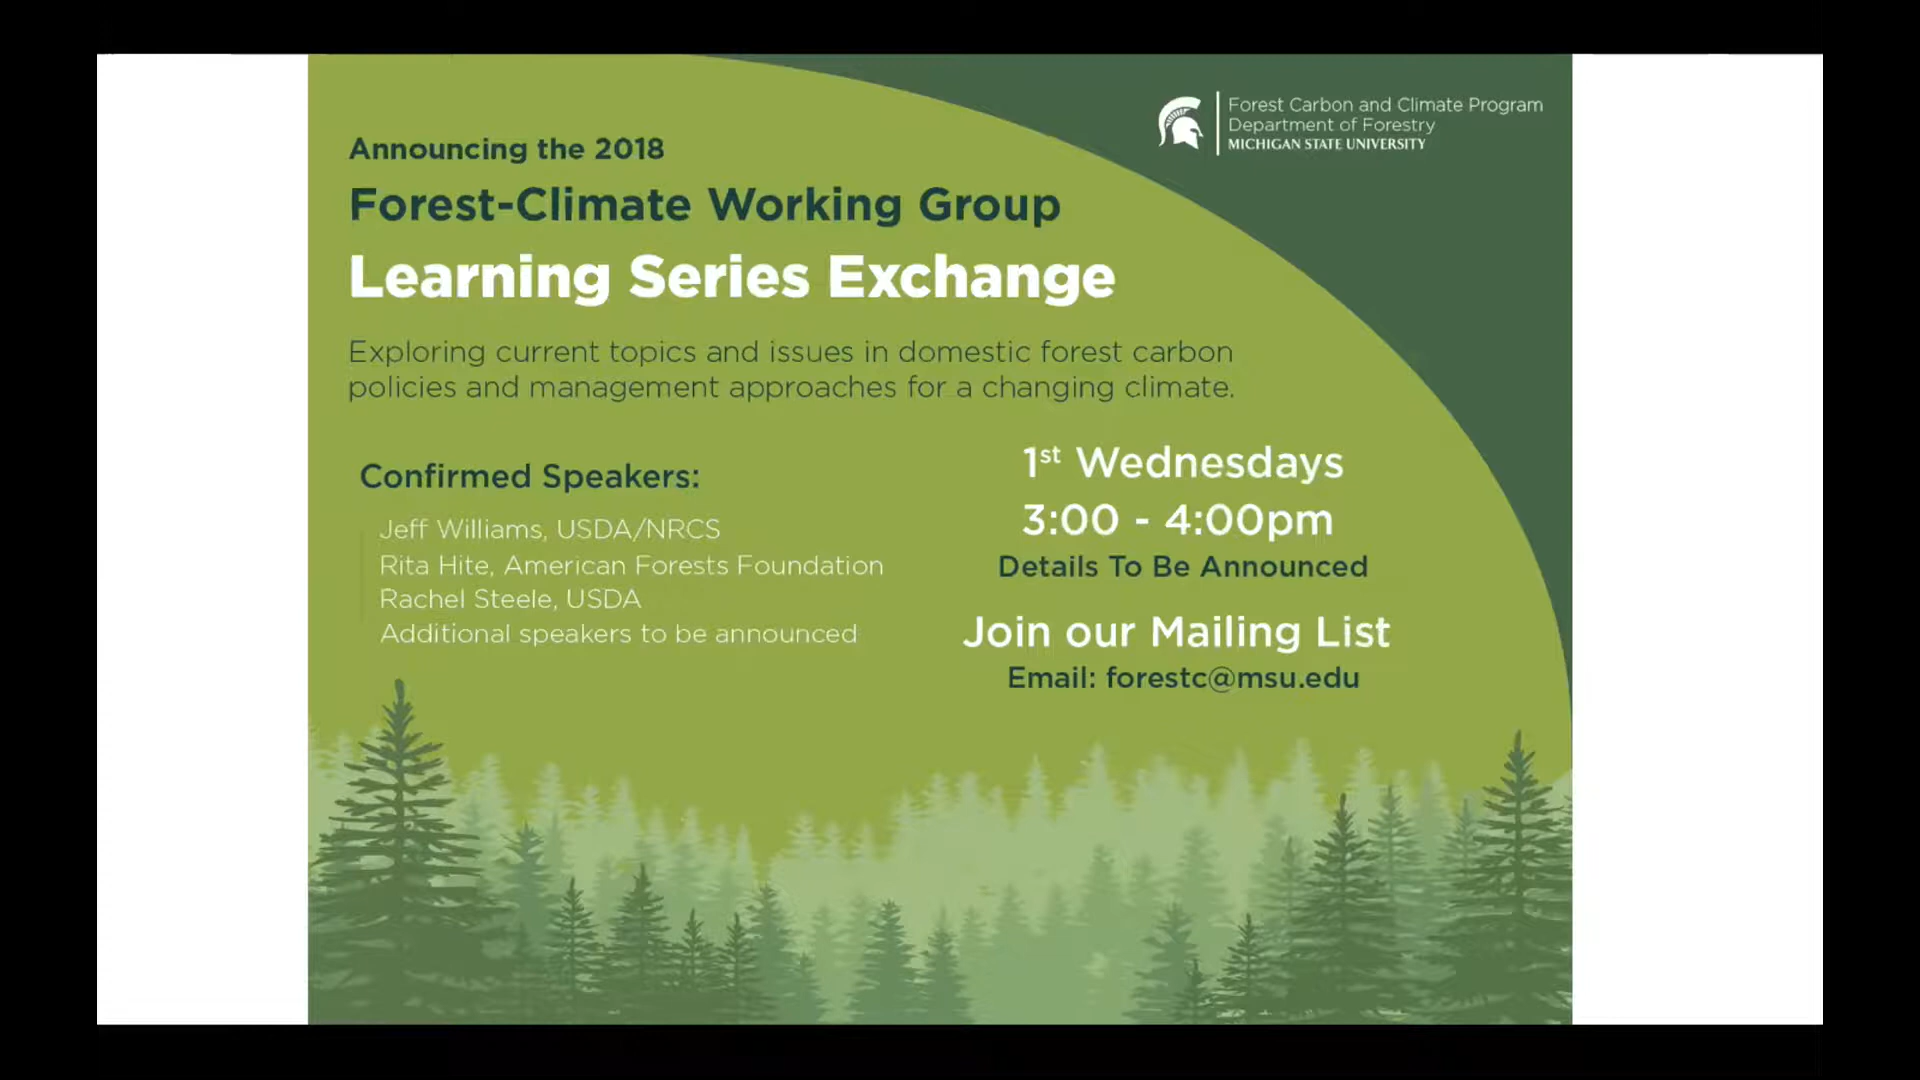 Forest Carbon and Climate Program
Department of Forestry
MICHIGAN STATE UNIVERSITY
Announcing the 2018
Forest-Climate Working Group
Learning Series Exchange
Exploring current topics and issues in domestic forest carbon
policies and management approaches for a changing climate.
Confirmed Speakers:
Jeff Williams, USDA/NRCS
Rita Hite, American Forests Foundation
Rachel Steele, USDA
Additional speakers to be announced
1st Wednesdays
3:00 - 4:00pm
Details To Be Announced
Join our Mailing List
Email: forestc@msu.edu